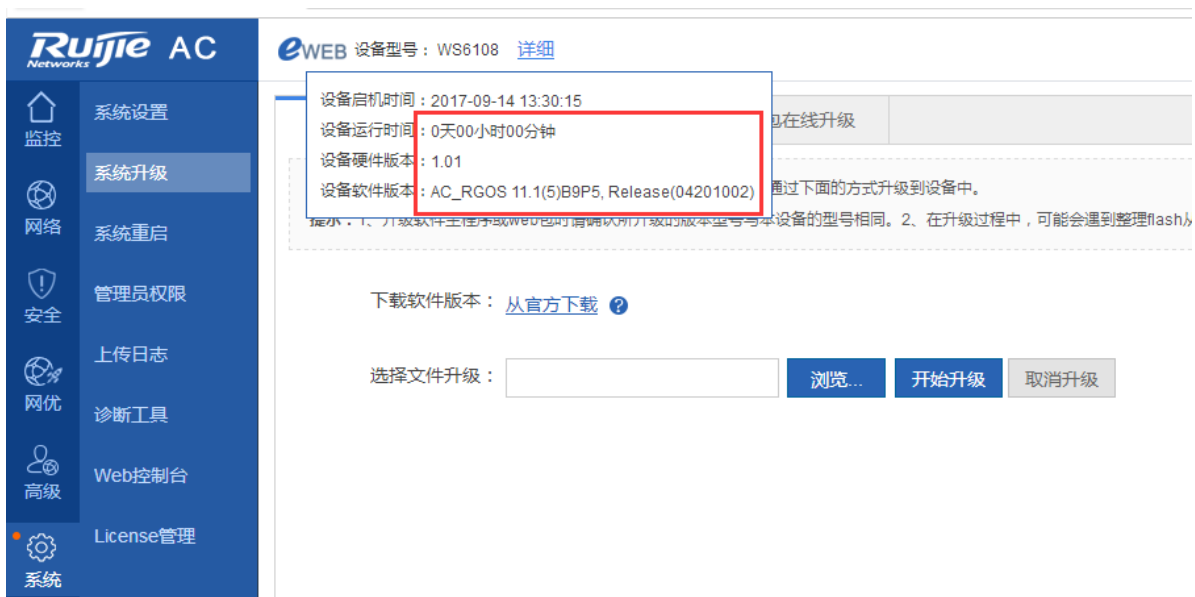 Ruijie Networks AC
eWEB 设备型号： WS6108 详细
设备启机时间：2017-09-14 13:30:15
设备运行时间：0天00小时00分钟
设备硬件版本：1.01
设备软件版本：AC_RGOS 11.1(5)B9P5, Release(04201002)
监控
网络
安全
网优
高级
系统
系统设置
系统升级
系统重启
管理员权限
上传日志
诊断工具
Web控制台
License管理
包在线升级
通过下面的方式升级到设备中。
提示：1、升级软件主程序或web包时请确认所升级的版本型号与本设备的型号相同。2、在升级过程中，可能会遇到整理flash从
下载软件版本： 从官方下载 ?
选择文件升级： 浏览... 开始升级 取消升级